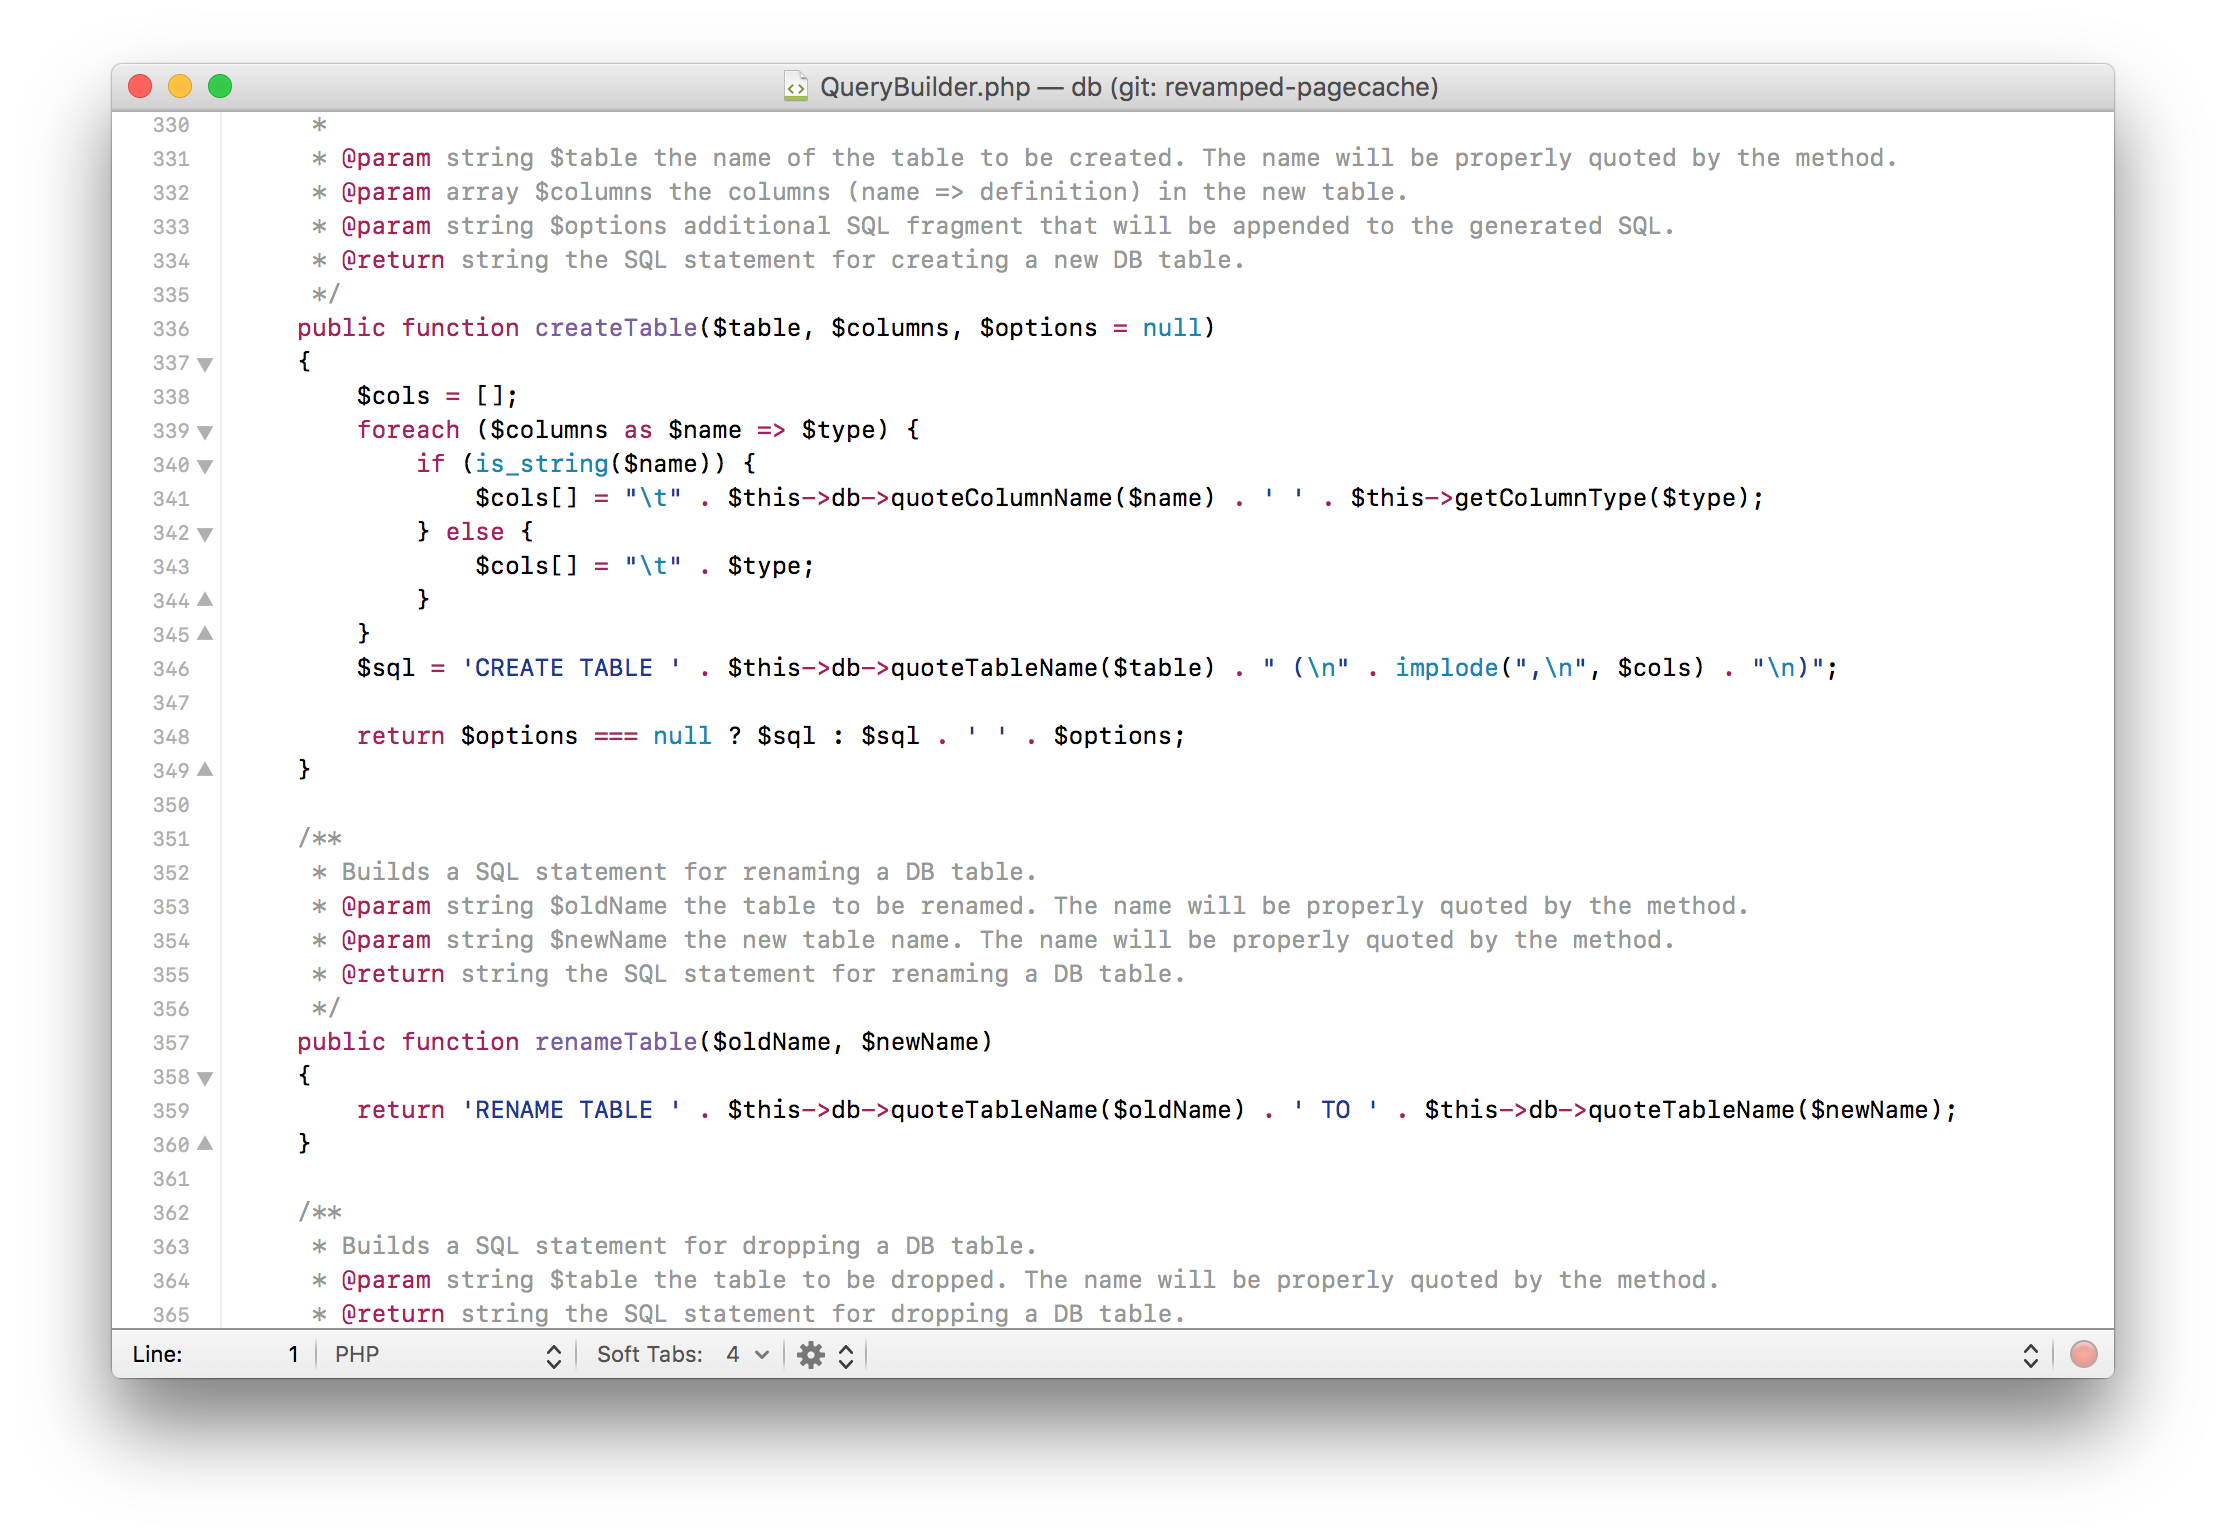 QueryBuilder.php — db (git: revamped-pagecache)
330 *
331 * @param string $table the name of the table to be created. The name will be properly quoted by the method.
332 * @param array $columns the columns (name => definition) in the new table.
333 * @param string $options additional SQL fragment that will be appended to the generated SQL.
334 * @return string the SQL statement for creating a new DB table.
335 */
336 public function createTable($table, $columns, $options = null)
337 {
338 $cols = [];
339 foreach ($columns as $name => $type) {
340 if (is_string($name)) {
341 $cols[] = "\t" . $this->db->quoteColumnName($name) . ' ' . $this->getColumnType($type);
342 } else {
343 $cols[] = "\t" . $type;
344 }
345 }
346 $sql = 'CREATE TABLE ' . $this->db->quoteTableName($table) . " (\n" . implode(",\n", $cols) . "\n)";
347
348 return $options === null ? $sql : $sql . ' ' . $options;
349 }
350
351 /**
352 * Builds a SQL statement for renaming a DB table.
353 * @param string $oldName the table to be renamed. The name will be properly quoted by the method.
354 * @param string $newName the new table name. The name will be properly quoted by the method.
355 * @return string the SQL statement for renaming a DB table.
356 */
357 public function renameTable($oldName, $newName)
358 {
359 return 'RENAME TABLE ' . $this->db->quoteTableName($oldName) . ' TO ' . $this->db->quoteTableName($newName);
360 }
361
362 /**
363 * Builds a SQL statement for dropping a DB table.
364 * @param string $table the table to be dropped. The name will be properly quoted by the method.
365 * @return string the SQL statement for dropping a DB table.
Line: 1 PHP Soft Tabs: 4